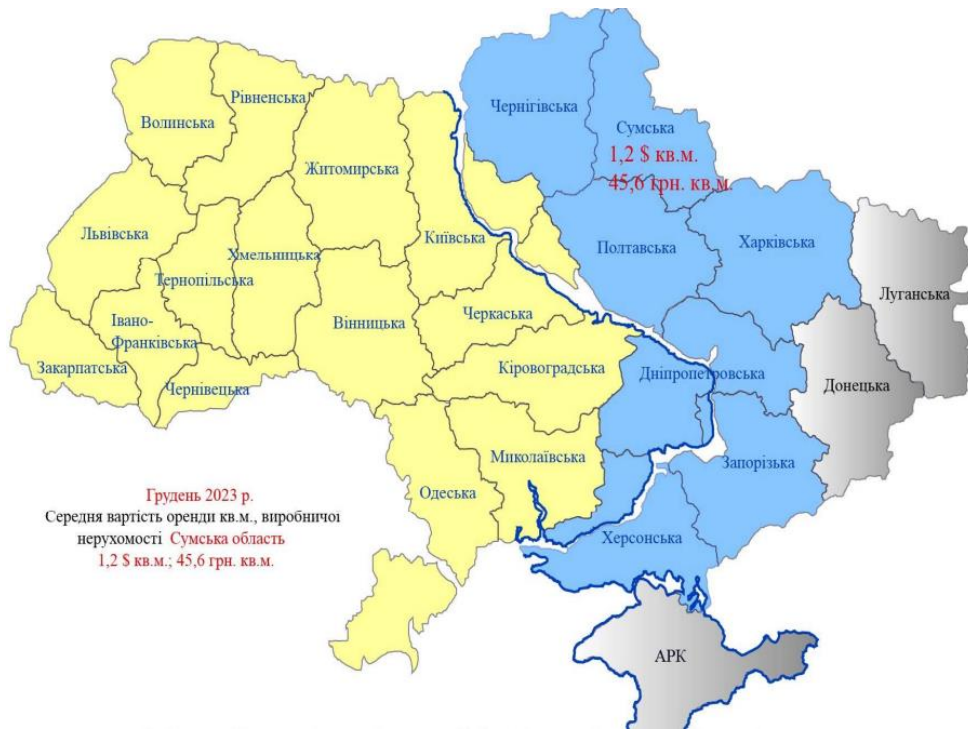 Чернігівська
Рівненська
Волинська
Сумська
1,2 $ кв.м.
45,6 грн. кв.м.
Житомирська
Львівська
Київська
Полтавська
Харківська
Хмельницька
Тернопільська
Луганська
Івано-
Франківська
Вінницька
Черкаська
Закарпатська
Чернівецька
Кіровоградська
Дніпропетровська
Донецька
Миколаївська
Запорізька
Одеська
Херсонська
Грудень 2023 р.
Середня вартість оренди кв.м., виробничої
нерухомості Сумська область
1,2 $ кв.м.; 45,6 грн. кв.м.
АРК